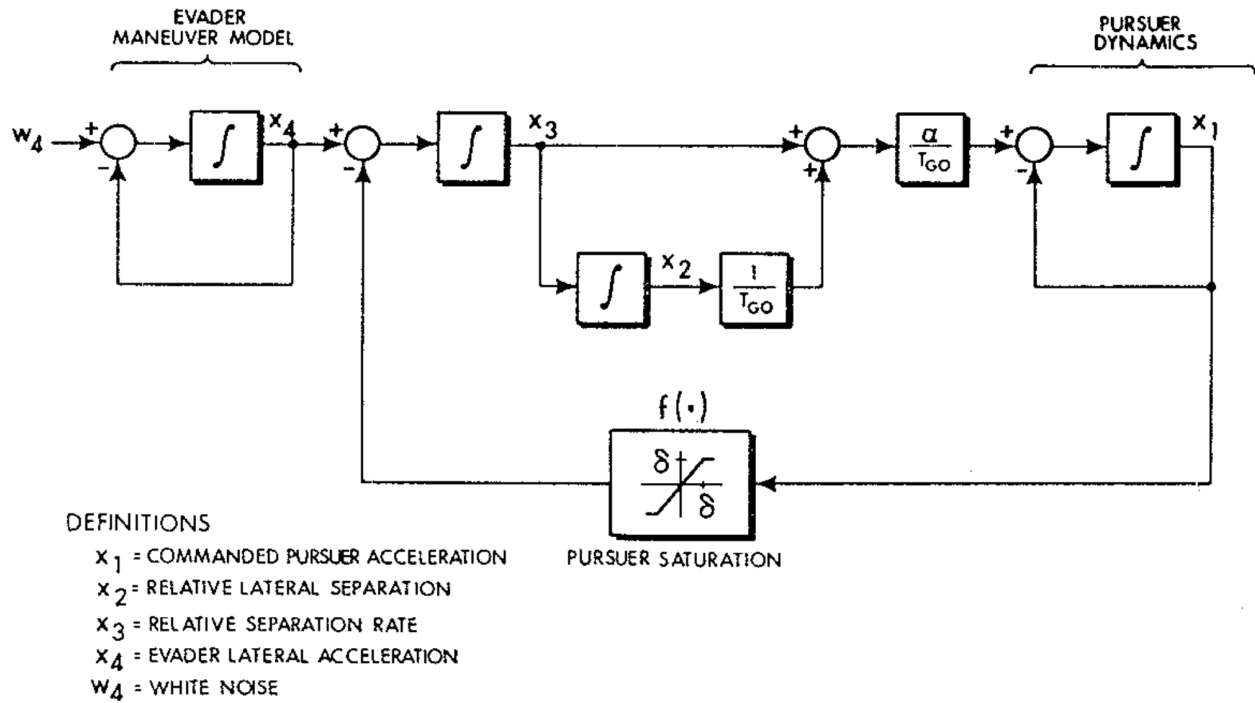 EVADER
MANEUVER MODEL
PURSUER
DYNAMICS
w4
+
-
∫
x4
+
-
∫
x3
+
+
α
TGO
+
-
∫
x1
∫
x2
1
TGO
f(·)
δ
δ
PURSUER SATURATION
DEFINITIONS
x1 = COMMANDED PURSUER ACCELERATION
x2 = RELATIVE LATERAL SEPARATION
x3 = RELATIVE SEPARATION RATE
x4 = EVADER LATERAL ACCELERATION
w4 = WHITE NOISE